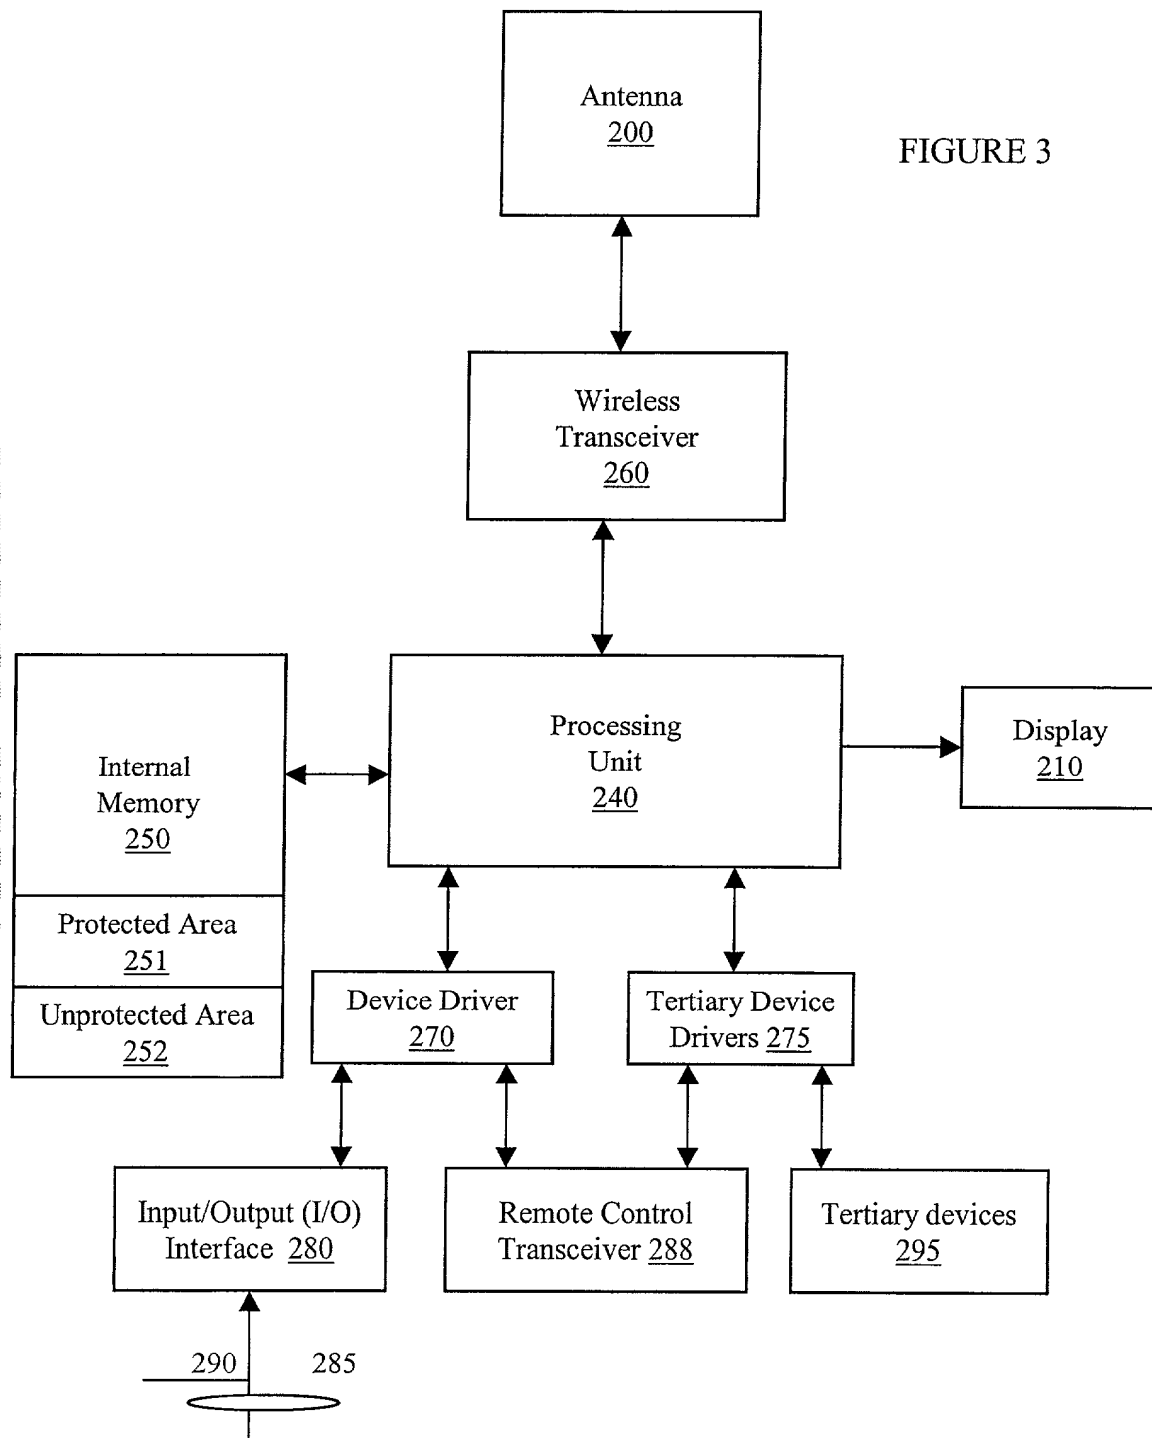 Antenna
200
FIGURE 3
Wireless
Transceiver
260
Processing
Unit
240
Display
210
Internal
Memory
250
Protected Area
251
Unprotected Area
252
Device Driver
270
Tertiary Device
Drivers 275
Input/Output (I/O)
Interface 280
Remote Control
Transceiver 288
Tertiary devices
295
290
285